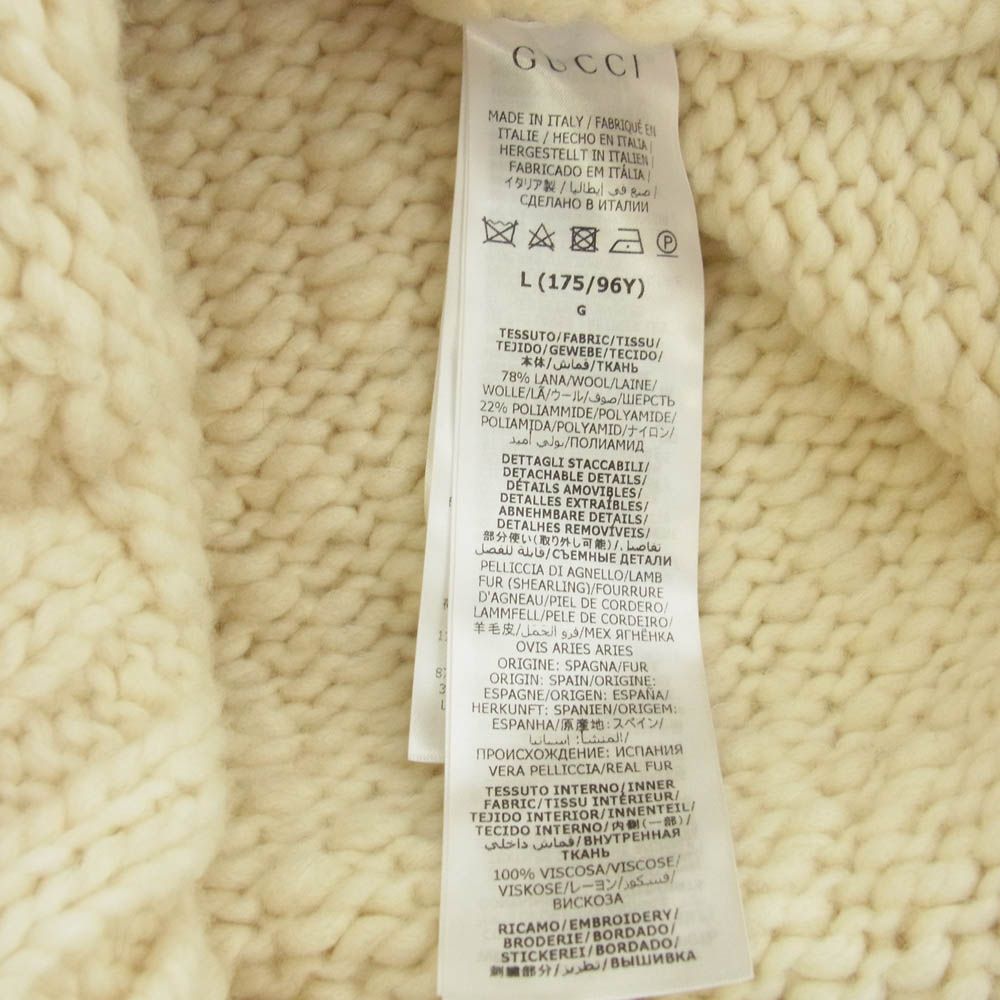 GUCCI
MADE IN ITALY / FABRIQUÉ EN
ITALIE / HECHO EN ITALIA /
HERGESTELLT IN ITALIEN /
FABRICADO EM ITÁLIA /
イタリア製 / صنع في إيطاليا /
СДЕЛАНО В ИТАЛИИ
P
L (175/96Y)
G
TESSUTO/FABRIC/TISSU/
TEJIDO/GEWEBE/TECIDO/
本体/قماش/ТКАНЬ
78% LANA/WOOL/LAINE/
WOLLE/LÃ/ウール/صوف/ШЕРСТЬ
22% POLIAMMIDE/POLYAMIDE/
POLIAMIDA/POLYAMID/ナイロン/
بولي أميد/ПОЛИАМИД
DETTAGLI STACCABILI/
DETACHABLE DETAILS/
DÉTAILS AMOVIBLES/
DETALLES EXTRAÍBLES/
ABNEHMBARE DETAILS/
DETALHES REMOVÍVEIS/
部分使い(取り外し可能)/تفاصيل
قابلة للفصل/СЪЕМНЫЕ ДЕТАЛИ
PELLICCIA DI AGNELLO/LAMB
FUR (SHEARLING)/FOURRURE
D'AGNEAU/PIEL DE CORDERO/
LAMMFELL/PELE DE CORDEIRO/
羊毛皮/فرو الحمل/МЕХ ЯГНЁНКА
OVIS ARIES ARIES
ORIGINE: SPAGNA/FUR
ORIGIN: SPAIN/ORIGINE:
ESPAGNE/ORIGEN: ESPAÑA/
HERKUNFT: SPANIEN/ORIGEM:
ESPANHA/原産地: スペイン/
المنشأ: إسبانيا/
ПРОИСХОЖДЕНИЕ: ИСПАНИЯ
VERA PELLICCIA/REAL FUR
TESSUTO INTERNO/INNER
FABRIC/TISSU INTÉRIEUR/
TEJIDO INTERIOR/INNENTEIL/
TECIDO INTERNO/内側(一部)/
قماش داخلي/ВНУТРЕННАЯ
ТКАНЬ
100% VISCOSA/VISCOSE/
VISKOSE/レーヨン/فسكوز/
ВИСКОЗА
RICAMO/EMBROIDERY/
BRODERIE/BORDADO/
STICKEREI/BORDADO/
刺繍部分/تطريز/ВЫШИВКА